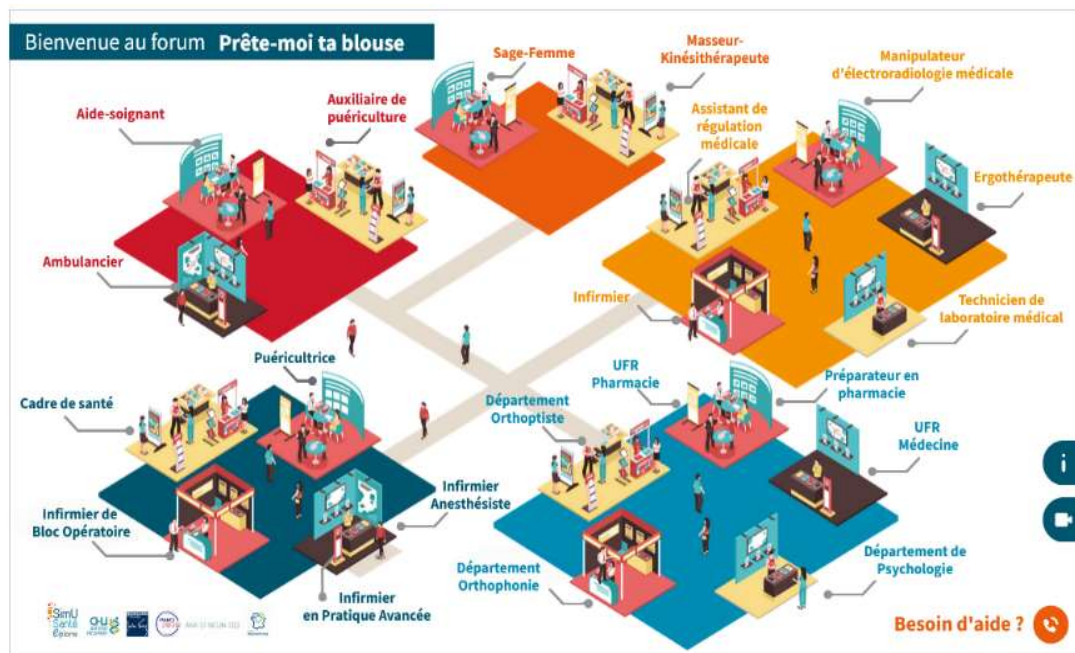 Bienvenue au forum Prête-moi ta blouse
Sage-Femme
Masseur-
Kinésithérapeute
Manipulateur
d'électroradiologie médicale
Aide-soignant
Auxiliaire de
puériculture
Assistant de
régulation
médicale
Ergothérapeute
Ambulancier
Infirmier
Technicien de
laboratoire médical
Puéricultrice
UFR
Pharmacie
Préparateur en
pharmacie
Cadre de santé
Département
Orthoptiste
UFR
Médecine
Infirmier de
Bloc Opératoire
Infirmier
Anesthésiste
Département
Orthophonie
Département de
Psychologie
Infirmier
en Pratique Avancée
SimU
Santé
CHU
Besoin d'aide ?